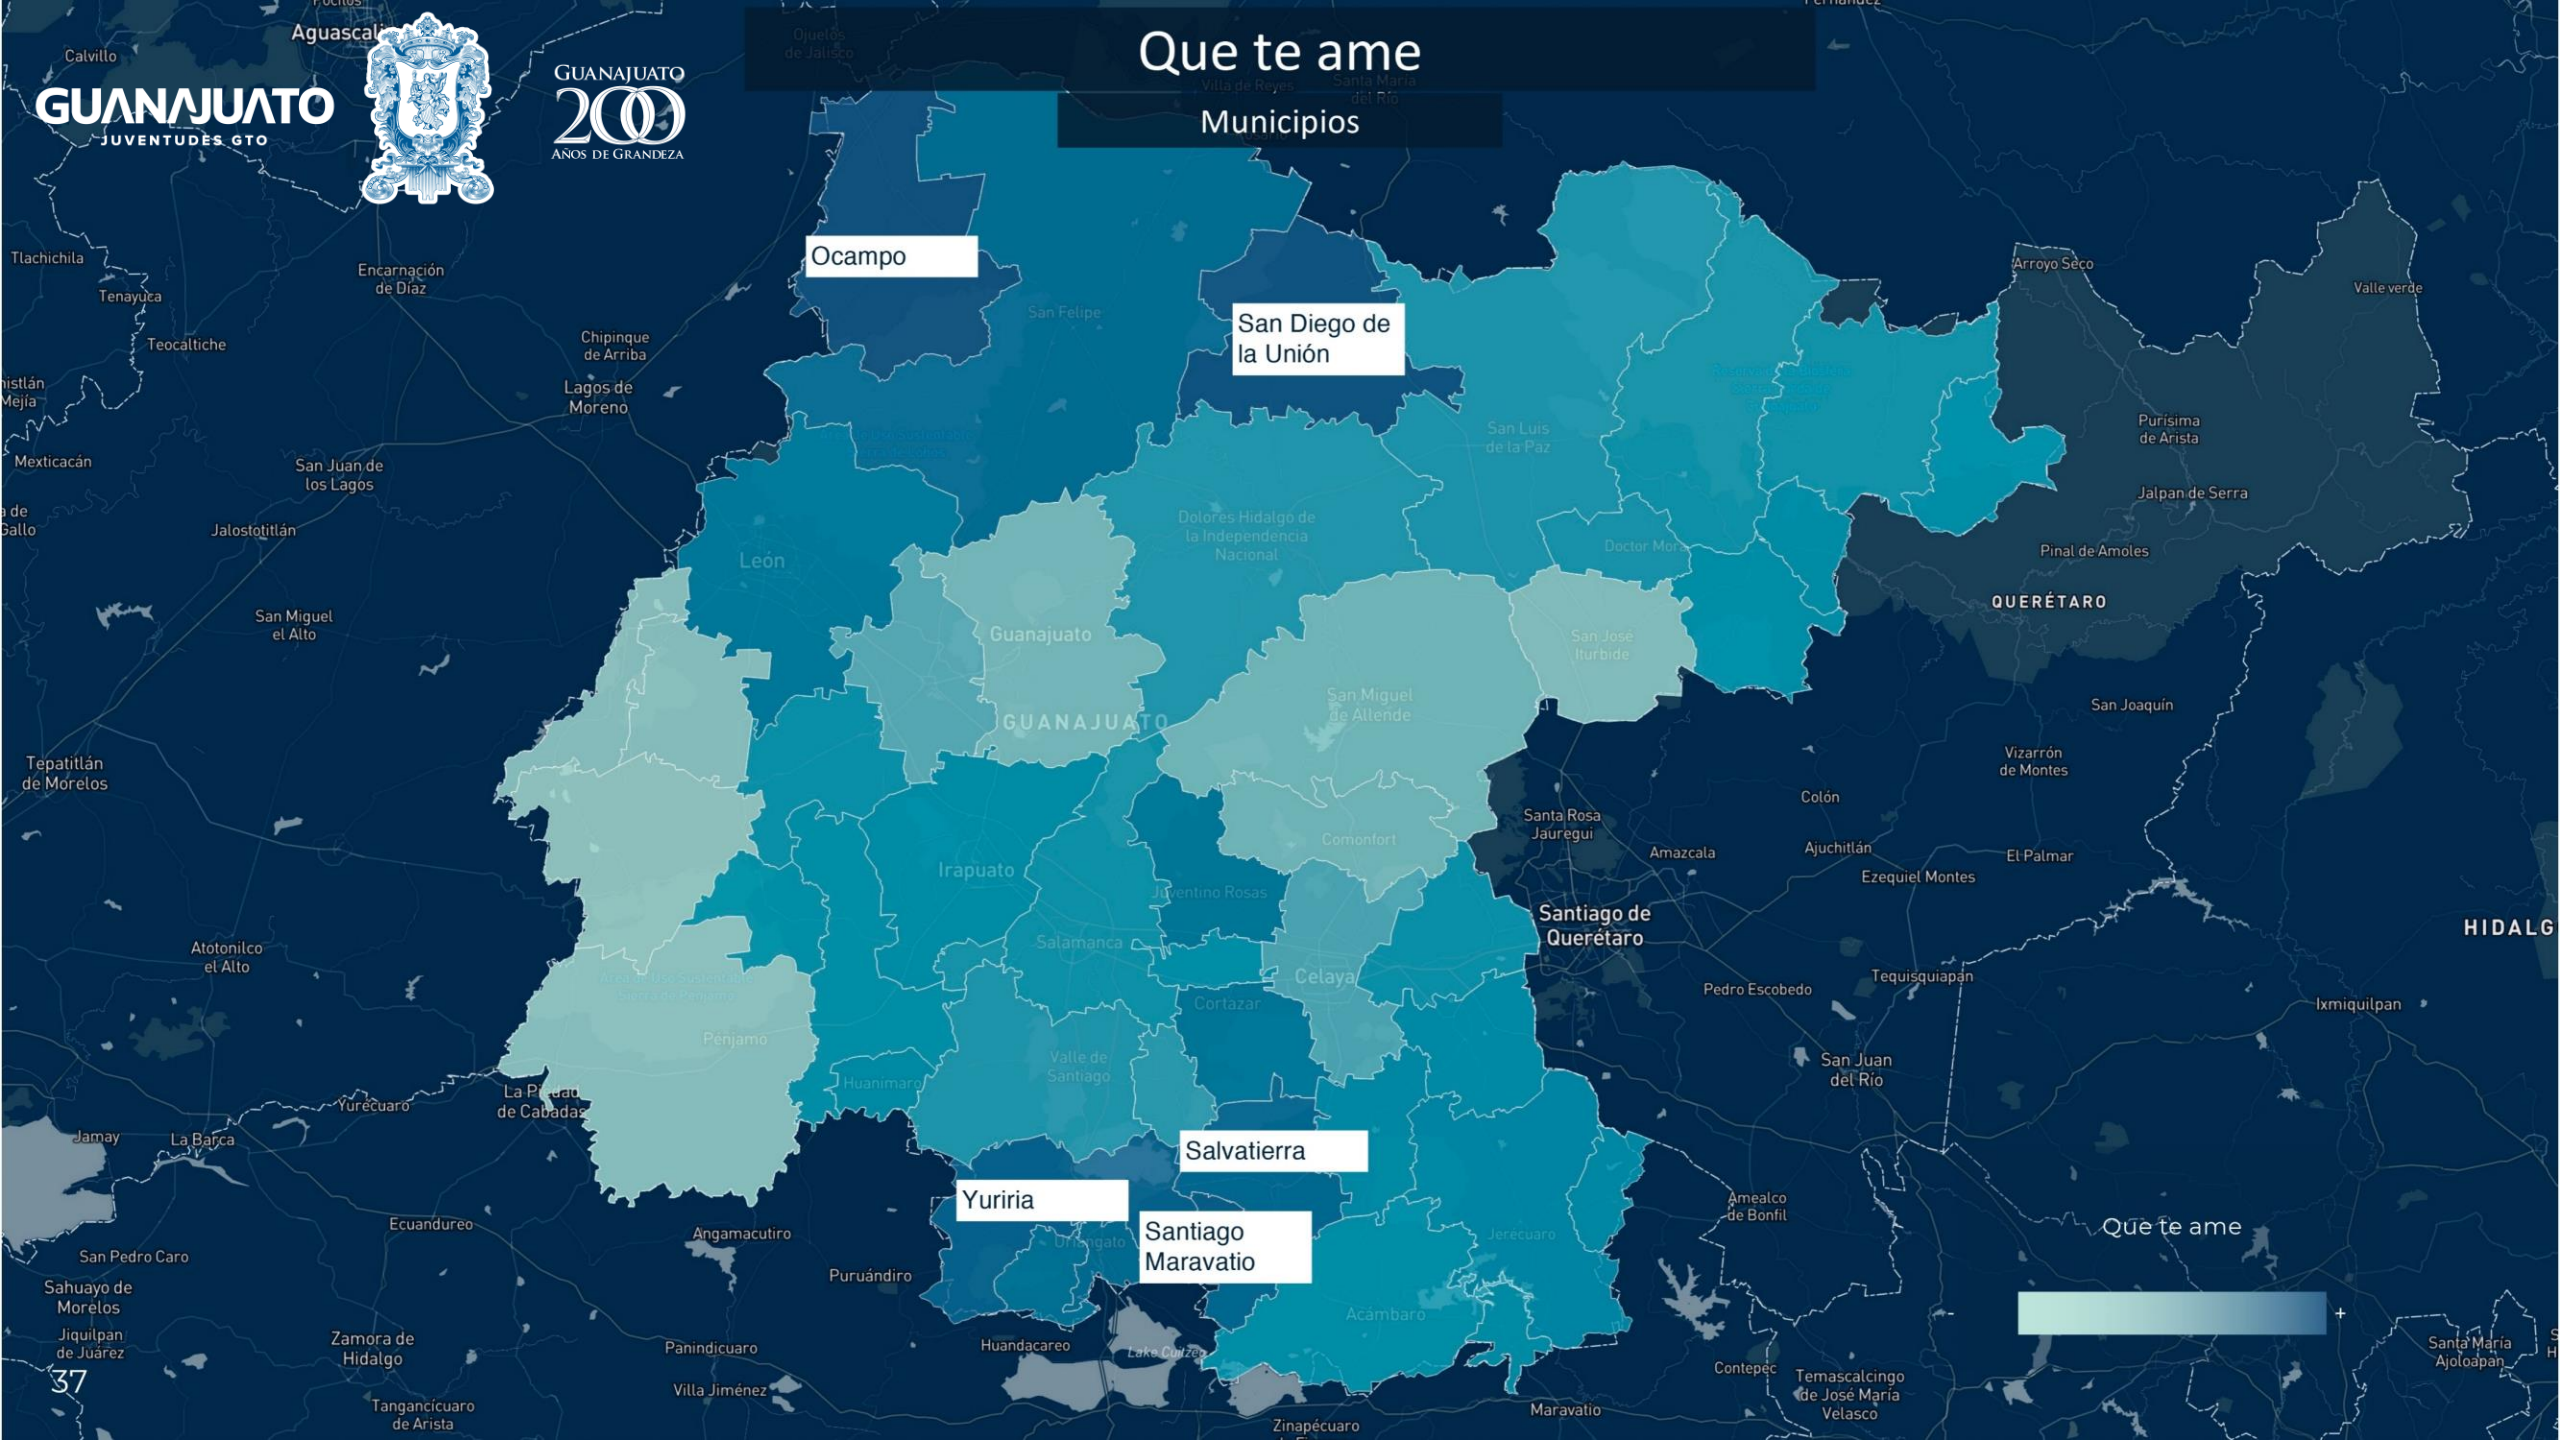 Que te ame
Municipios
GUANAJUATO
JUVENTUDES GTO
GUANAJUATO
200
AÑOS DE GRANDEZA
Calvillo
Tlachichila
Tenayuca
Encarnación
de Díaz
Teocaltiche
Chipinque
de Arriba
Lagos de
Moreno
Mexticacán
San Juan de
los Lagos
Jalostotitlán
San Miguel
el Alto
Tepatitlán
de Morelos
Atotonilco
el Alto
Ocampo
San Felipe
San Diego de
la Unión
San Luis
de la Paz
Arroyo Seco
Valle verde
Purísima
de Arista
Jalpan de Serra
Pinal de Amoles
QUERÉTARO
San Joaquín
Vizarrón
de Montes
León
Dolores Hidalgo de
la Independencia
Nacional
Guanajuato
GUANAJUATO
San José
Iturbide
San Miguel
de Allende
Comonfort
Irapuato
Juventino Rosas
Salamanca
Celaya
Cortazar
Pénjamo
Valle de
Santiago
Huanimaro
Santa Rosa
Jauregui
Colón
Amazcala
Ajuchitlán
El Palmar
Ezequiel Montes
Santiago de
Querétaro
HIDALG
Pedro Escobedo
Tequisquiapan
Ixmiquilpan
San Juan
del Río
La Piedad
de Cabadas
Yurécuaro
Jamay
La Barca
Ecuandureo
Angamacutiro
San Pedro Caro
Sahuayo de
Morelos
Jiquilpan
de Juárez
Zamora de
Hidalgo
Puruándiro
Panindicuaro
Villa Jiménez
Tangancícuaro
de Arista
Salvatierra
Yuriria
Santiago
Maravatio
Jerécuaro
Acámbaro
Huandacareo
Zinapécuaro
Maravatio
Amealco
de Bonfil
Contepec
Temascalcingo
de José María
Velasco
Santa María
Ajoloapan
Que te ame
- +
37